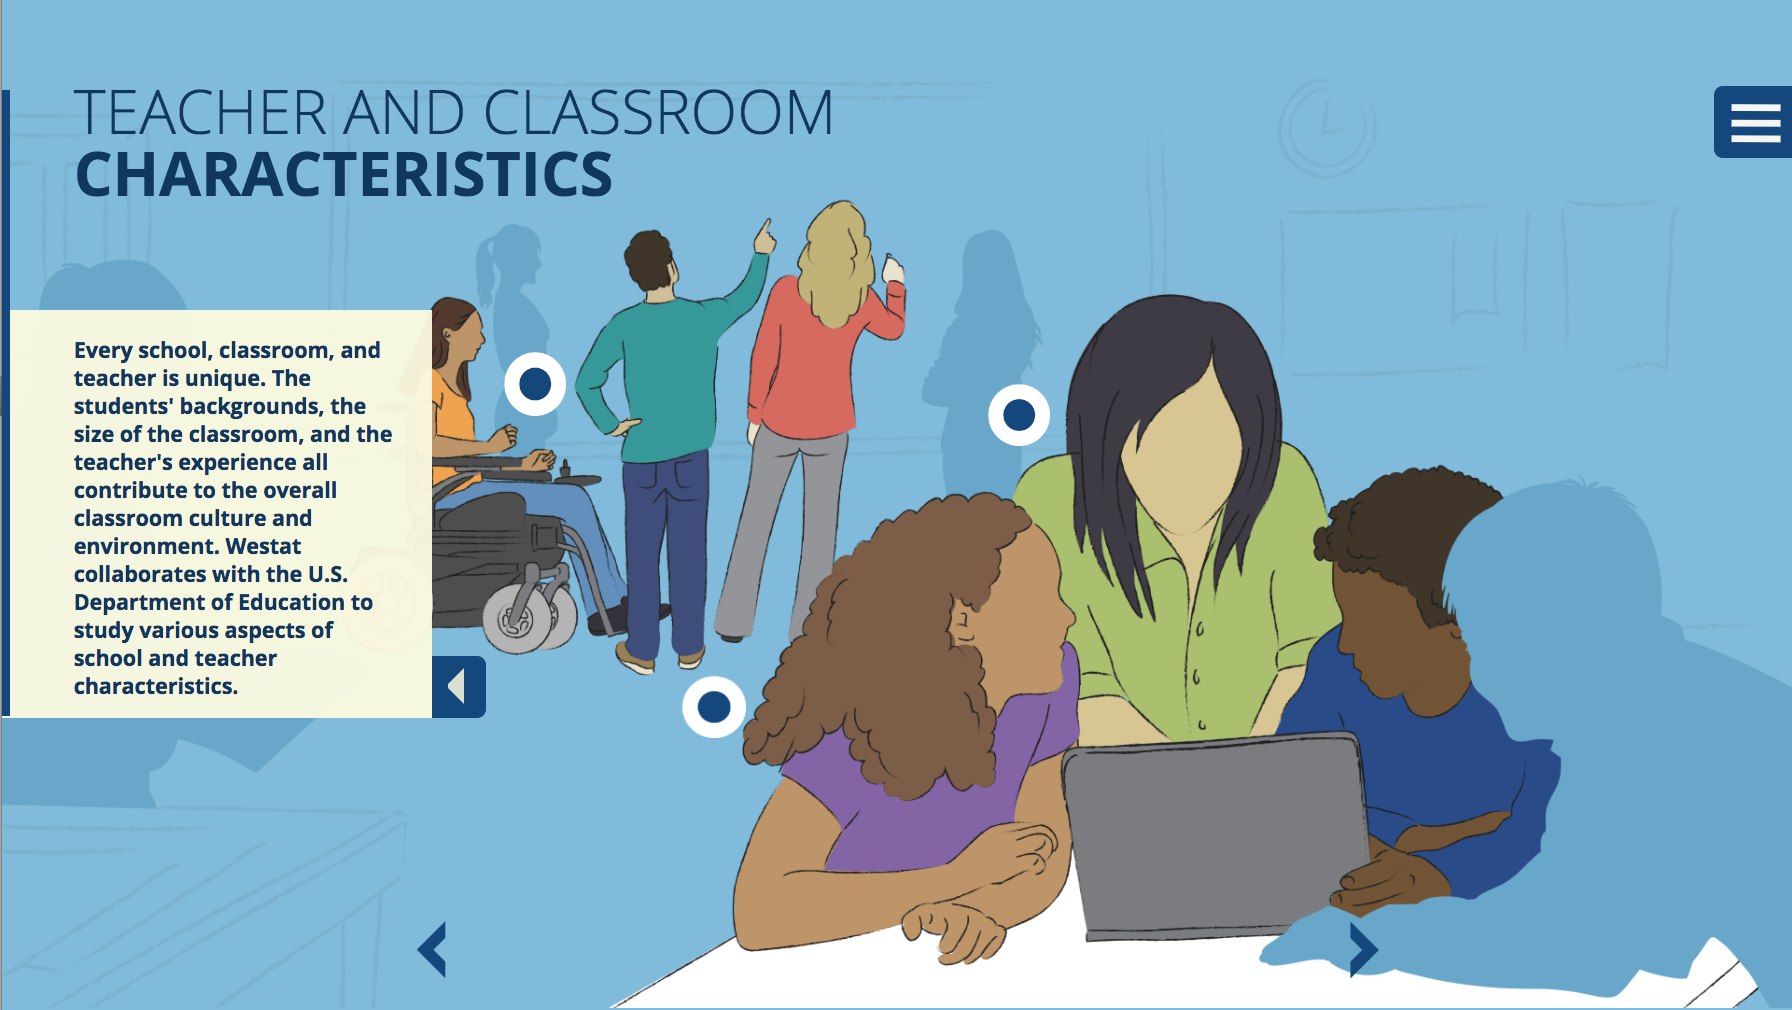 TEACHER AND CLASSROOM
CHARACTERISTICS
Every school, classroom, and
teacher is unique. The
students' backgrounds, the
size of the classroom, and the
teacher's experience all
contribute to the overall
classroom culture and
environment. Westat
collaborates with the U.S.
Department of Education to
study various aspects of
school and teacher
characteristics.